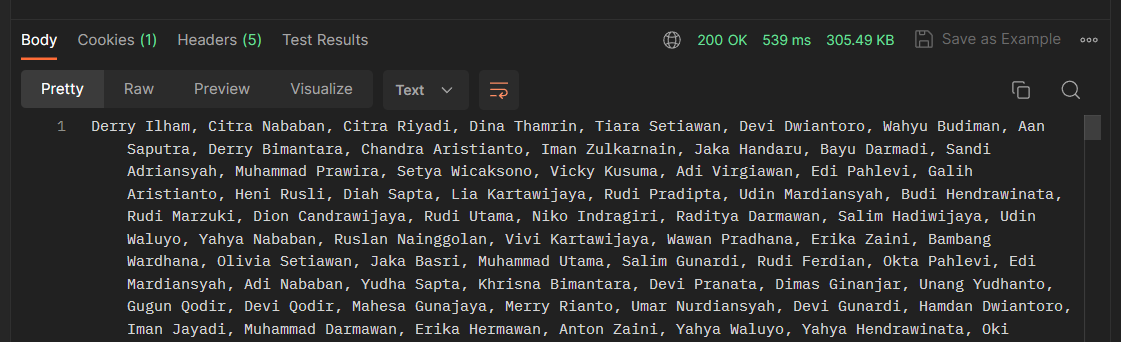 Body Cookies (1) Headers (5) Test Results 200 OK 539 ms 305.49 KB Save as Example
Pretty Raw Preview Visualize Text
1 Derry Ilham, Citra Nababan, Citra Riyadi, Dina Thamrin, Tiara Setiawan, Devi Dwiantoro, Wahyu Budiman, Aan
Saputra, Derry Bimantara, Chandra Aristianto, Iman Zulkarnain, Jaka Handaru, Bayu Darmadi, Sandi
Adriansyah, Muhammad Prawira, Setya Wicaksono, Vicky Kusuma, Adi Virgiawan, Edi Pahlevi, Galih
Aristianto, Heni Rusli, Diah Sapta, Lia Kartawijaya, Rudi Pradipta, Udin Mardiansyah, Budi Hendrawinata,
Rudi Marzuki, Dion Candrawijaya, Rudi Utama, Niko Indragiri, Raditya Darmawan, Salim Hadiwijaya, Udin
Waluyo, Yahya Nababan, Ruslan Nainggolan, Vivi Kartawijaya, Wawan Pradhana, Erika Zaini, Bambang
Wardhana, Olivia Setiawan, Jaka Basri, Muhammad Utama, Salim Gunardi, Rudi Ferdian, Okta Pahlevi, Edi
Mardiansyah, Adi Nababan, Yudha Sapta, Khrisna Bimantara, Devi Pranata, Dimas Ginanjar, Unang Yudhanto,
Gugun Qodir, Devi Qodir, Mahesa Gunajaya, Merry Rianto, Umar Nurdiansyah, Devi Gunardi, Hamdan Dwiantoro,
Iman Jayadi, Muhammad Darmawan, Erika Hermawan, Anton Zaini, Yahya Waluyo, Yahya Hendrawinata, Oki